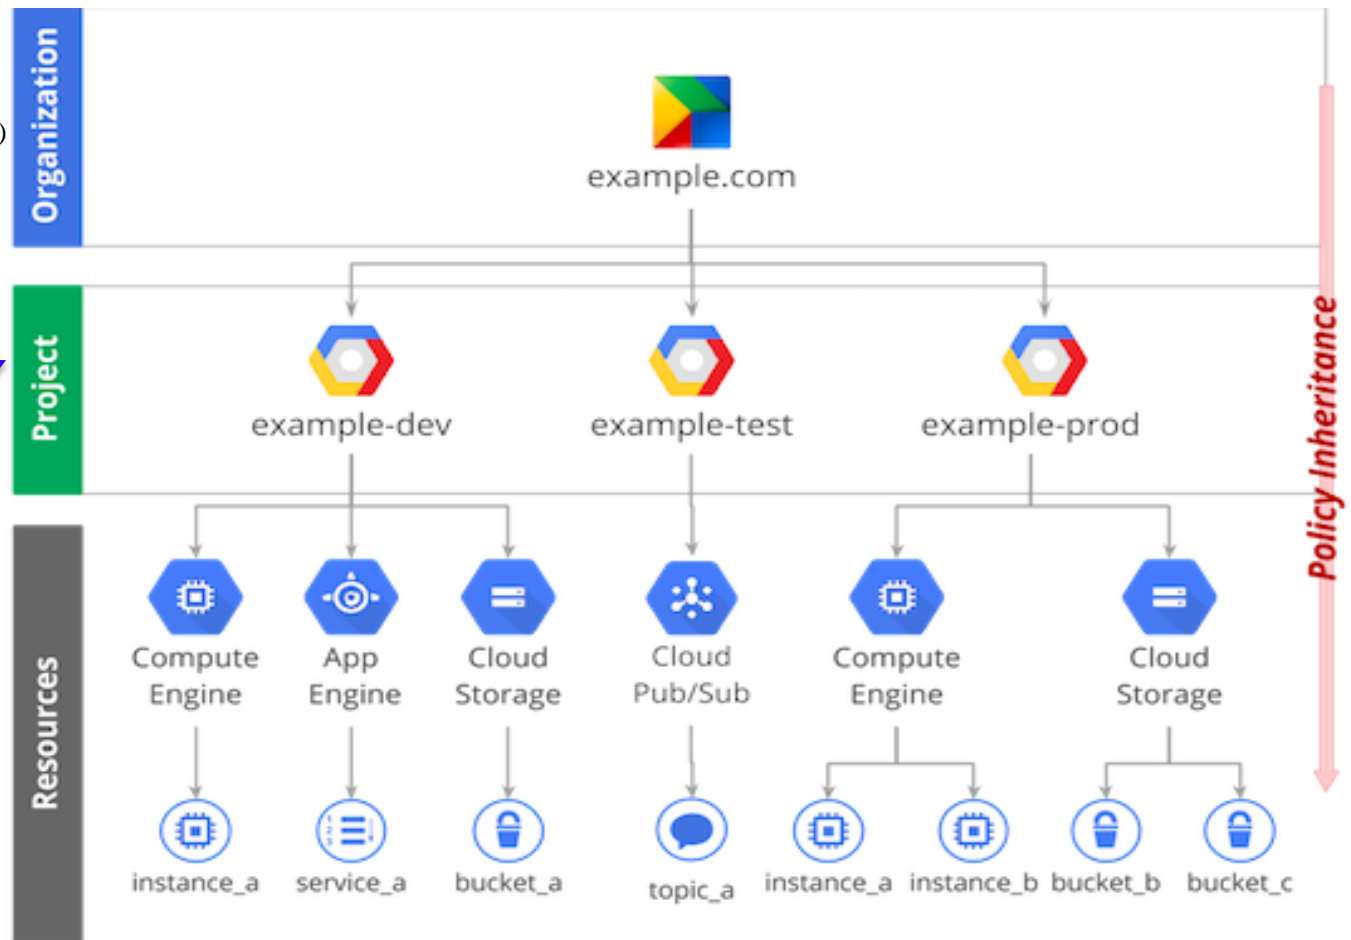 Organization
)
example.com
Project
example-dev
example-test
example-prod
Policy Inheritance
Resources
Compute
Engine
App
Engine
Cloud
Storage
Cloud
Pub/Sub
Compute
Engine
Cloud
Storage
instance_a
service_a
bucket_a
topic_a
instance_a
instance_b
bucket_b
bucket_c